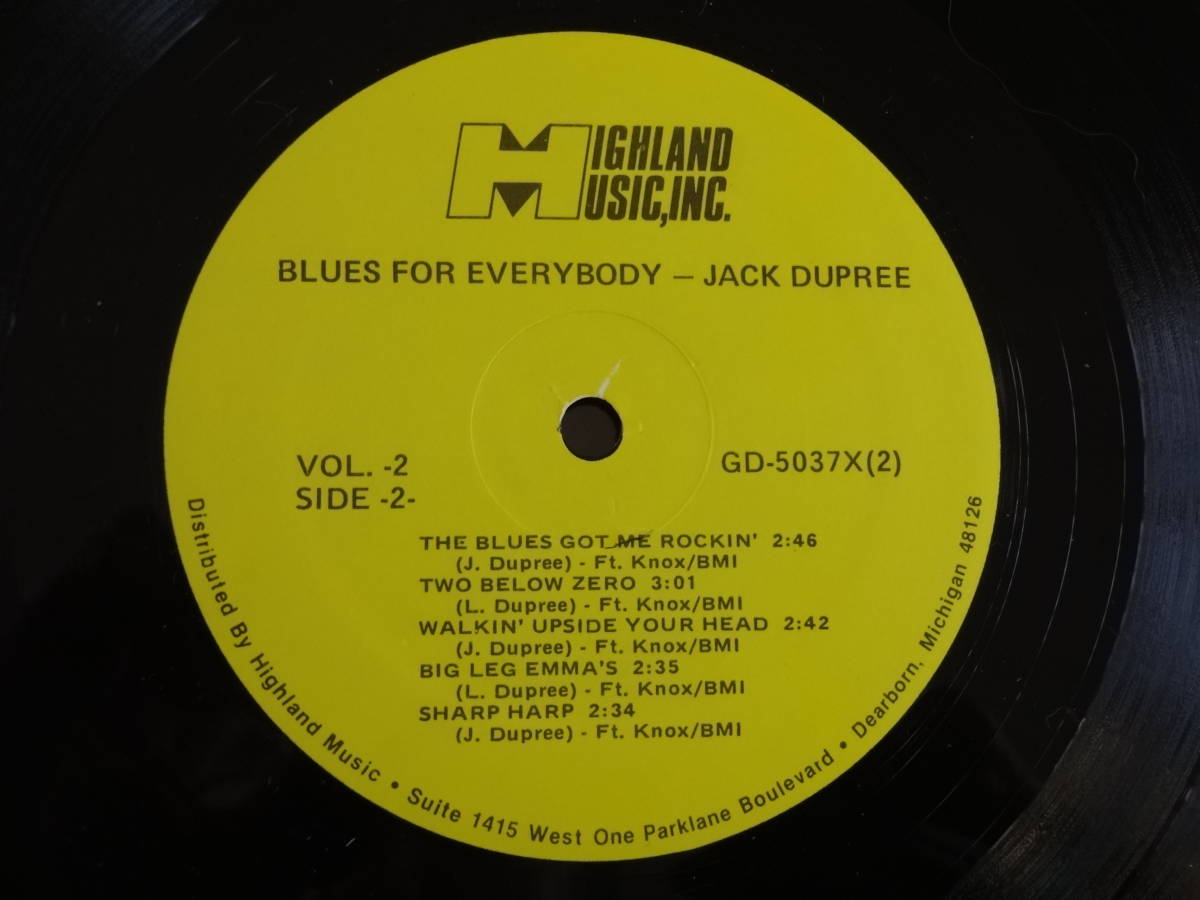 HIGHLAND
MUSIC,INC.
BLUES FOR EVERYBODY – JACK DUPREE
VOL. -2
SIDE -2-
GD-5037X(2)
THE BLUES GOT ME ROCKIN' 2:46
(J. Dupree) - Ft. Knox/BMI
TWO BELOW ZERO 3:01
(L. Dupree) - Ft. Knox/BMI
WALKIN' UPSIDE YOUR HEAD 2:42
(J. Dupree) - Ft. Knox/BMI
BIG LEG EMMA'S 2:35
(L. Dupree) - Ft. Knox/BMI
SHARP HARP 2:34
(J. Dupree) - Ft. Knox/BMI
Distributed By Highland Music • Suite 1415 West One Parklane Boulevard • Dearborn, Michigan 48126